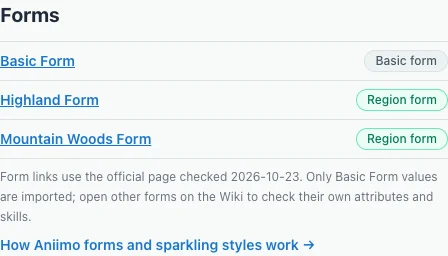 Forms
Basic Form Basic form
Highland Form Region form
Mountain Woods Form Region form
Form links use the official page checked 2026-10-23. Only Basic Form values
are imported; open other forms on the Wiki to check their own attributes and
skills.
How Aniimo forms and sparkling styles work →